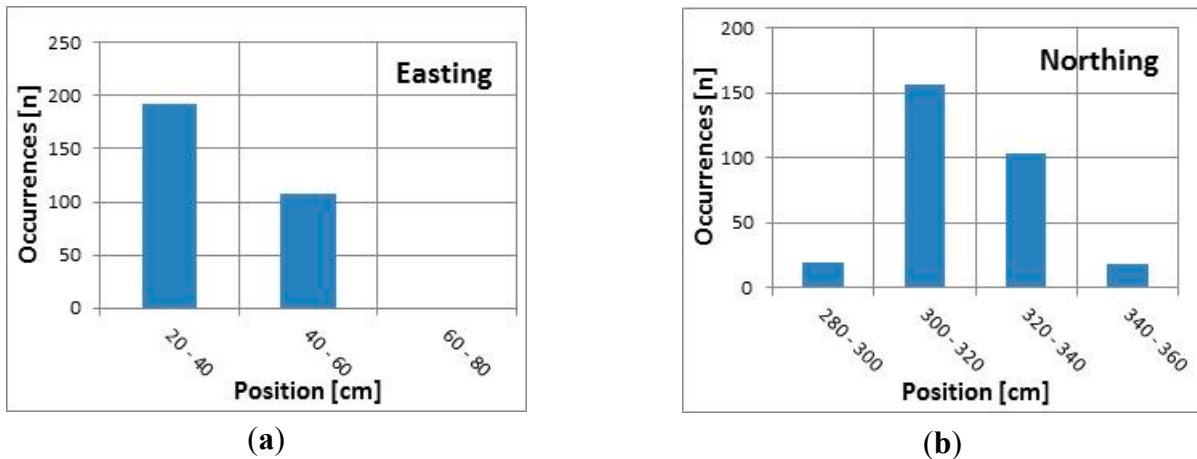 Easting
Occurrences [n]
250
200
150
100
50
0
20 - 40
40 - 60
60 - 80
Position [cm]
(a)
Northing
Occurrences [n]
200
150
100
50
0
280 - 300
300 - 320
320 - 340
340 - 360
Position [cm]
(b)